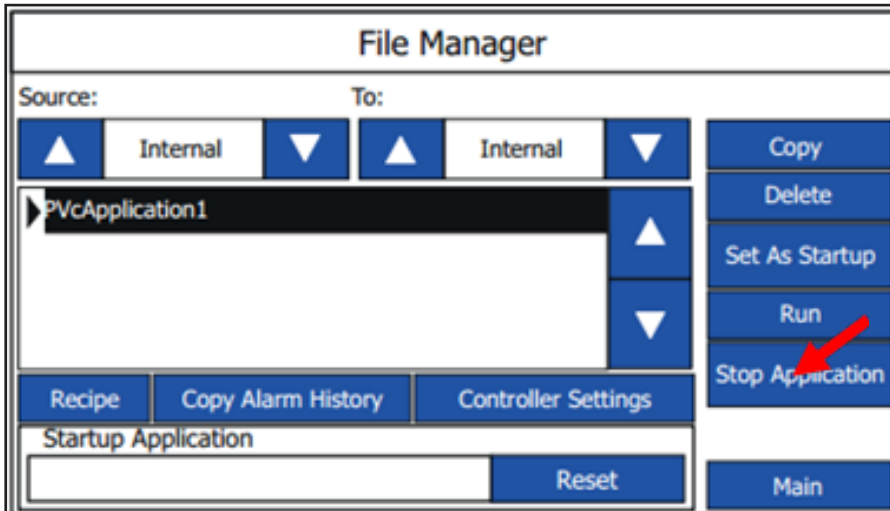 File Manager
Source: To:
Internal Internal
Copy
Delete
PVcApplication1
Set As Startup
Run
Stop Application
Recipe Copy Alarm History Controller Settings
Startup Application
Reset
Main